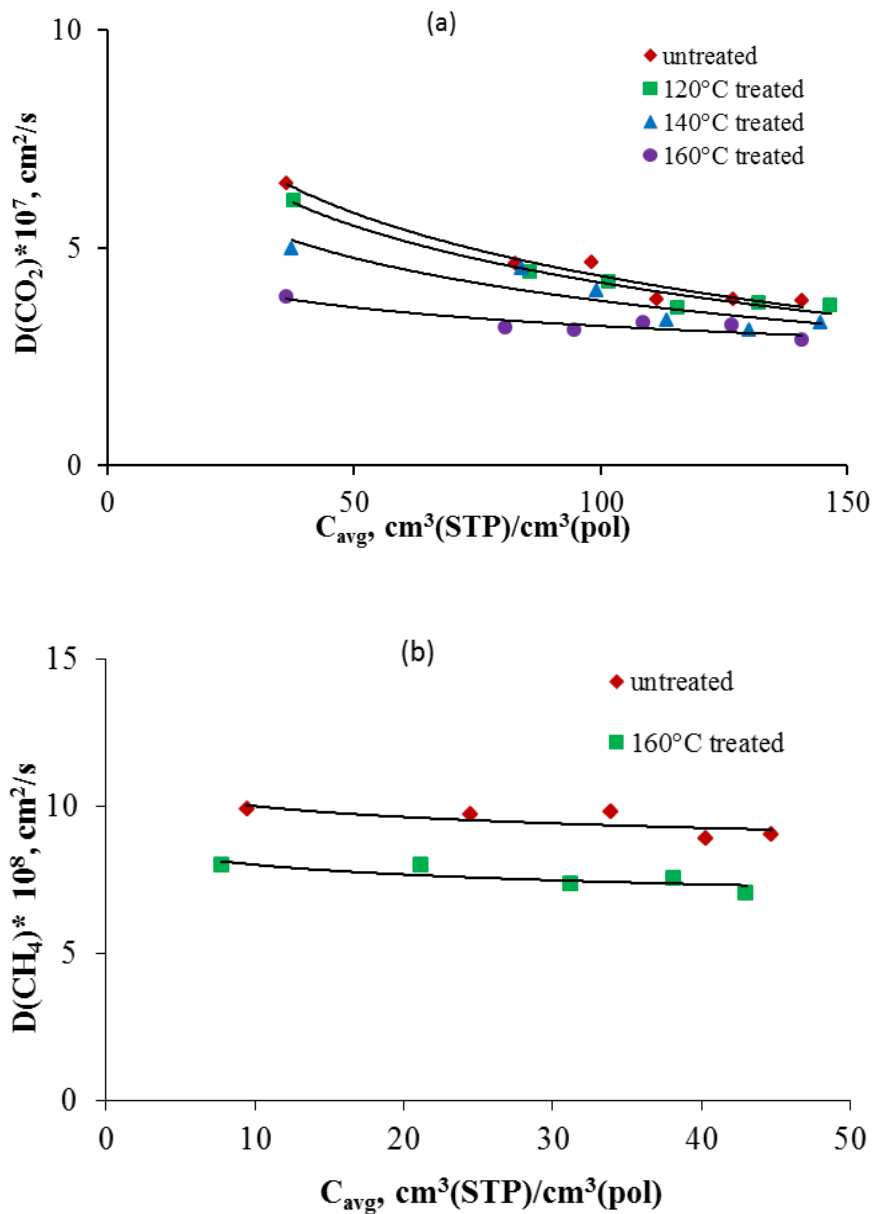 (a)
10
5
0
D(CO₂)*10⁷, cm²/s
untreated
120°C treated
140°C treated
160°C treated
0
50
100
150
C_avg, cm³(STP)/cm³(pol)
(b)
15
10
5
0
D(CH₄)* 10⁸, cm²/s
untreated
160°C treated
0
10
20
30
40
50
C_avg, cm³(STP)/cm³(pol)